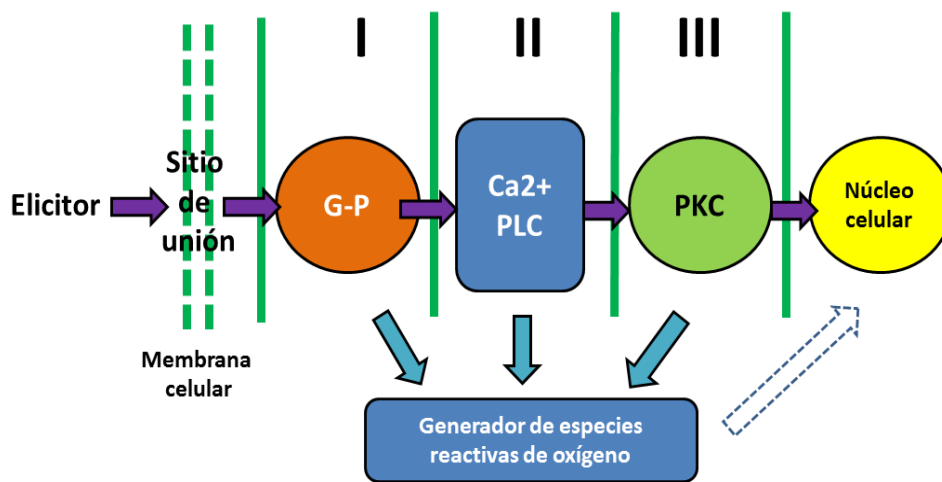 I
II
III
Elicitor
Sitio
de
unión
G-P
Ca2+
PLC
PKC
Núcleo
celular
Membrana
celular
Generador de especies
reactivas de oxígeno